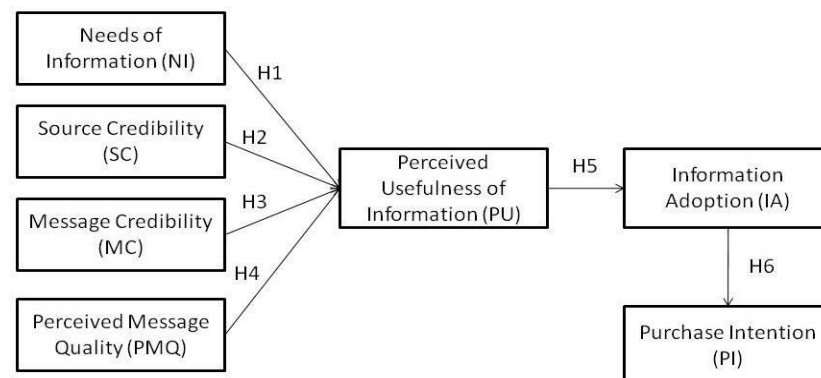 Needs of
Information (NI)
H1
Source Credibility
(SC)
H2
Message Credibility
(MC)
H3
Perceived Message
Quality (PMQ)
H4
Perceived
Usefulness of
Information (PU)
H5
Information
Adoption (IA)
H6
Purchase Intention
(PI)